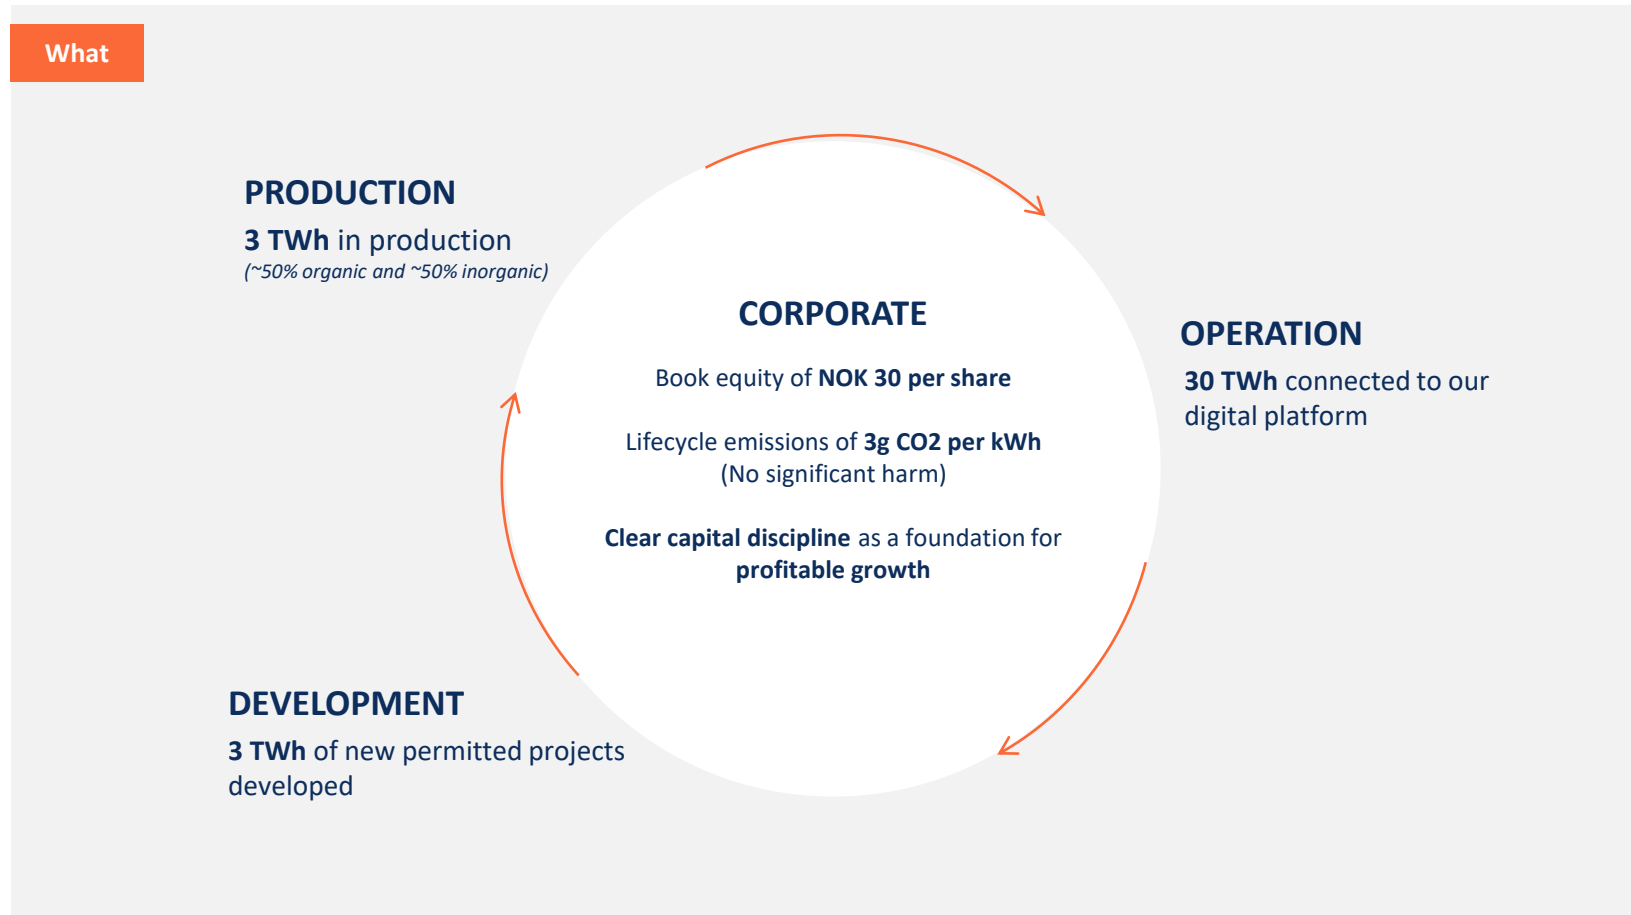 What
PRODUCTION
3 TWh in production
(~50% organic and ~50% inorganic)
CORPORATE
Book equity of NOK 30 per share
Lifecycle emissions of 3g CO2 per kWh
(No significant harm)
Clear capital discipline as a foundation for
profitable growth
OPERATION
30 TWh connected to our
digital platform
DEVELOPMENT
3 TWh of new permitted projects
developed